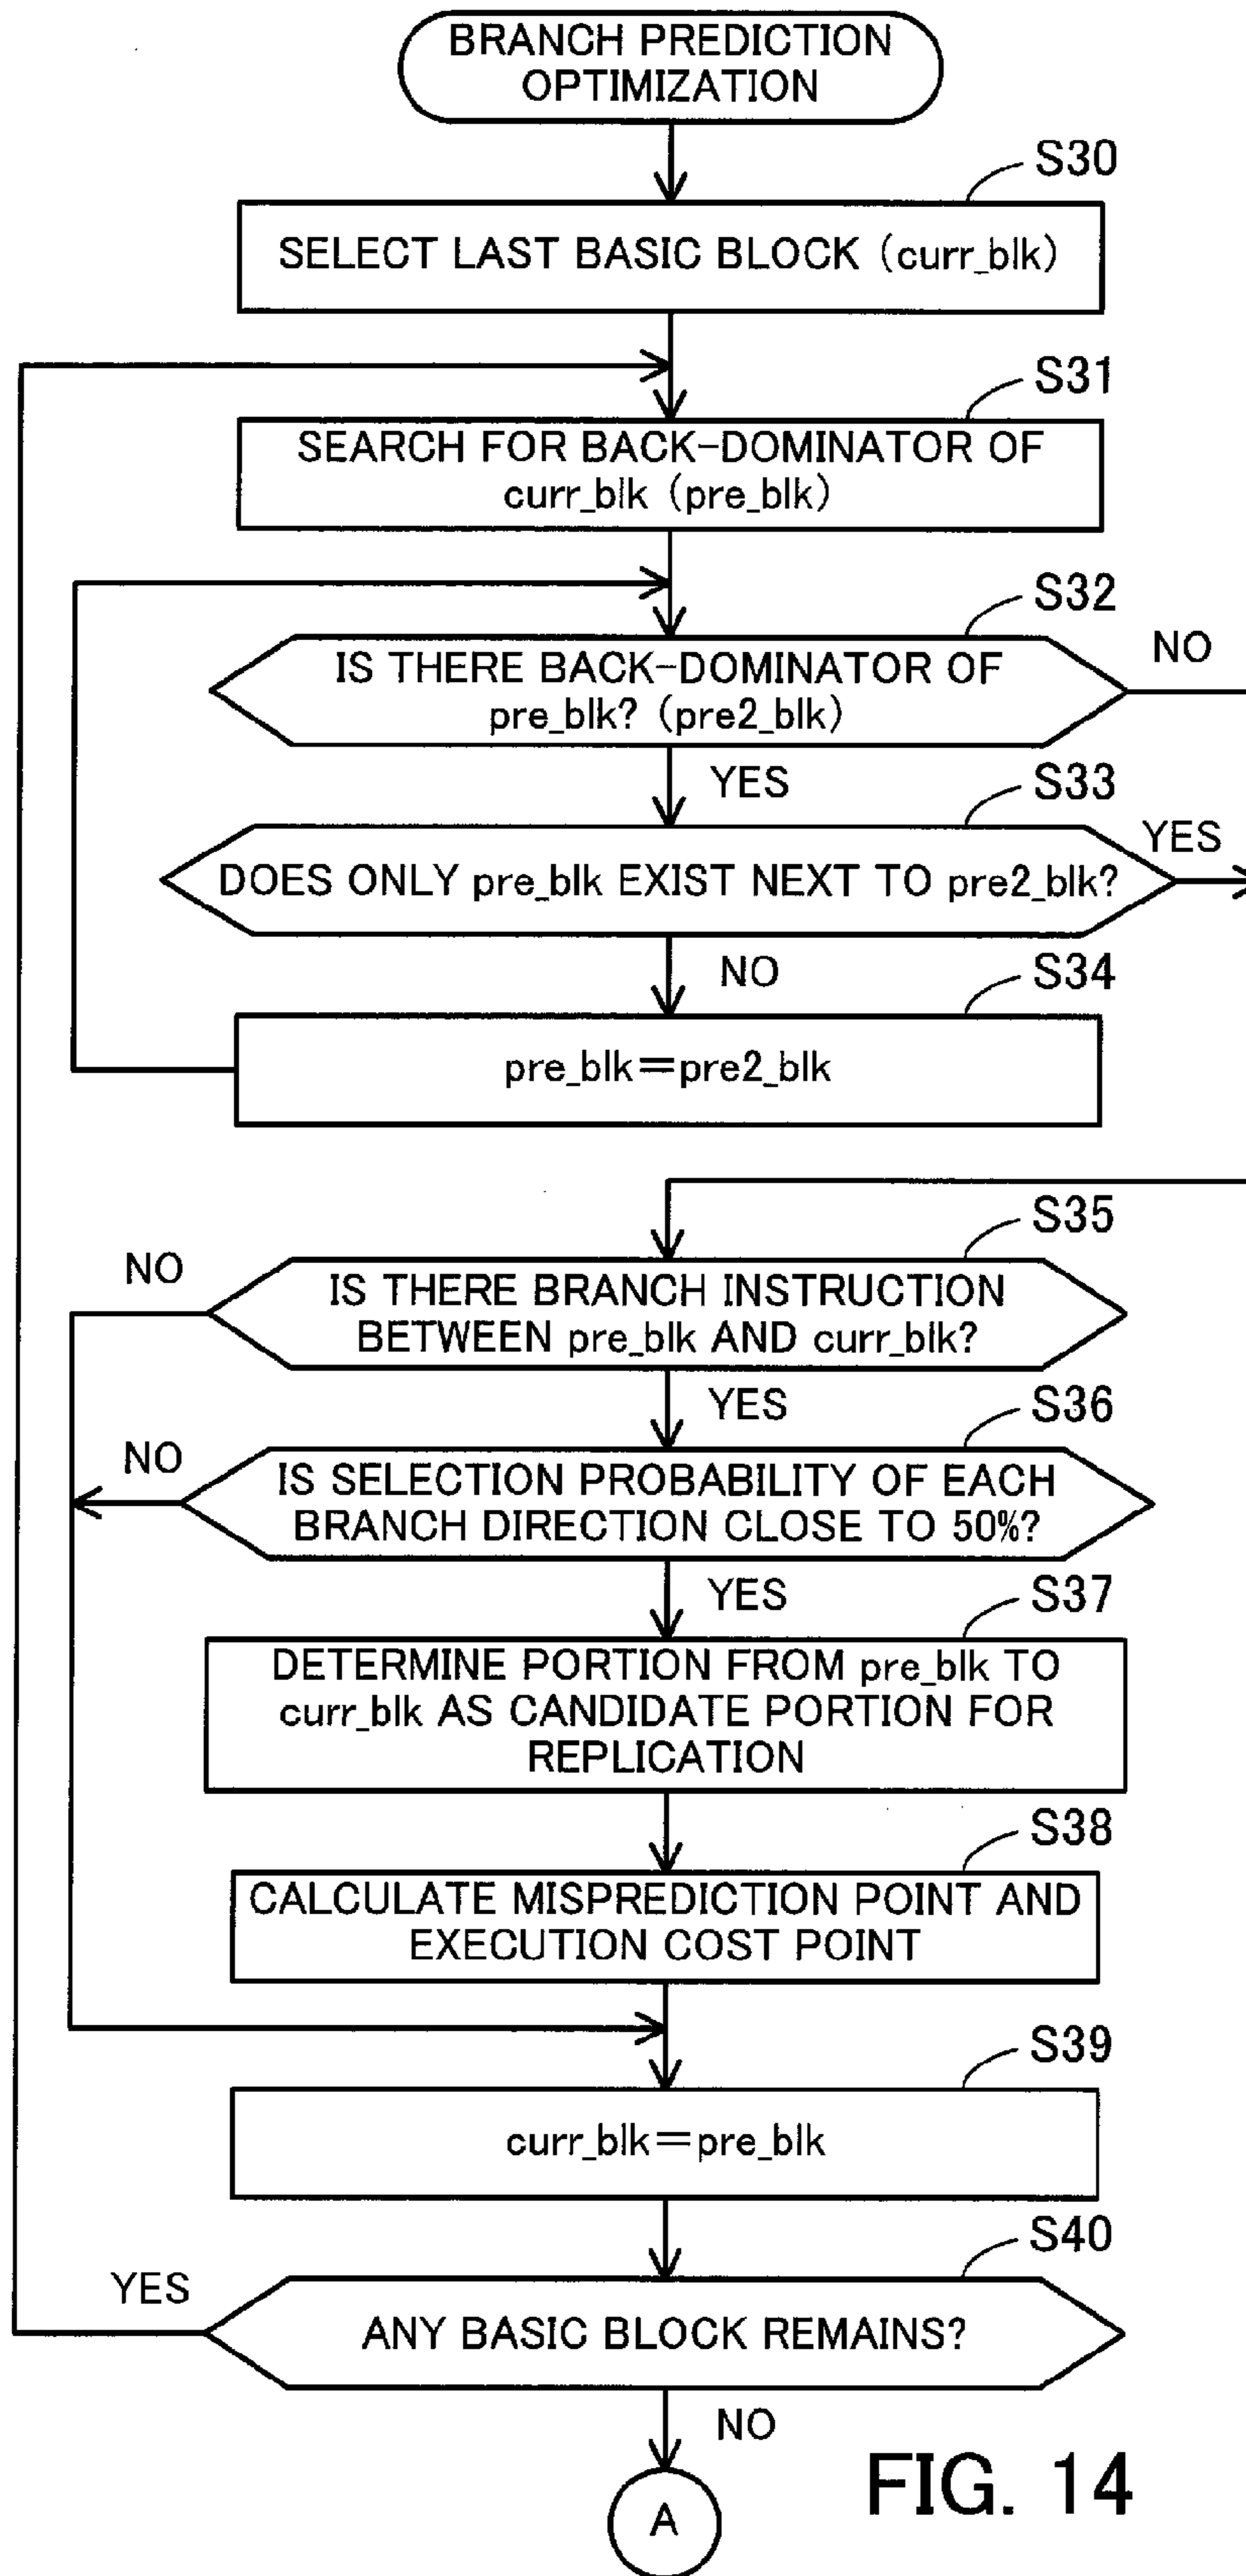 BRANCH PREDICTION
OPTIMIZATION
S30
SELECT LAST BASIC BLOCK (curr_blk)
S31
SEARCH FOR BACK-DOMINATOR OF
curr_blk (pre_blk)
S32
IS THERE BACK-DOMINATOR OF
pre_blk? (pre2_blk)
NO
YES
S33
DOES ONLY pre_blk EXIST NEXT TO pre2_blk?
YES
NO
S34
pre_blk=pre2_blk
S35
NO
IS THERE BRANCH INSTRUCTION
BETWEEN pre_blk AND curr_blk?
YES
S36
NO
IS SELECTION PROBABILITY OF EACH
BRANCH DIRECTION CLOSE TO 50%?
YES
S37
DETERMINE PORTION FROM pre_blk TO
curr_blk AS CANDIDATE PORTION FOR
REPLICATION
S38
CALCULATE MISPREDICTION POINT AND
EXECUTION COST POINT
S39
curr_blk=pre_blk
S40
YES
ANY BASIC BLOCK REMAINS?
NO
A
FIG. 14